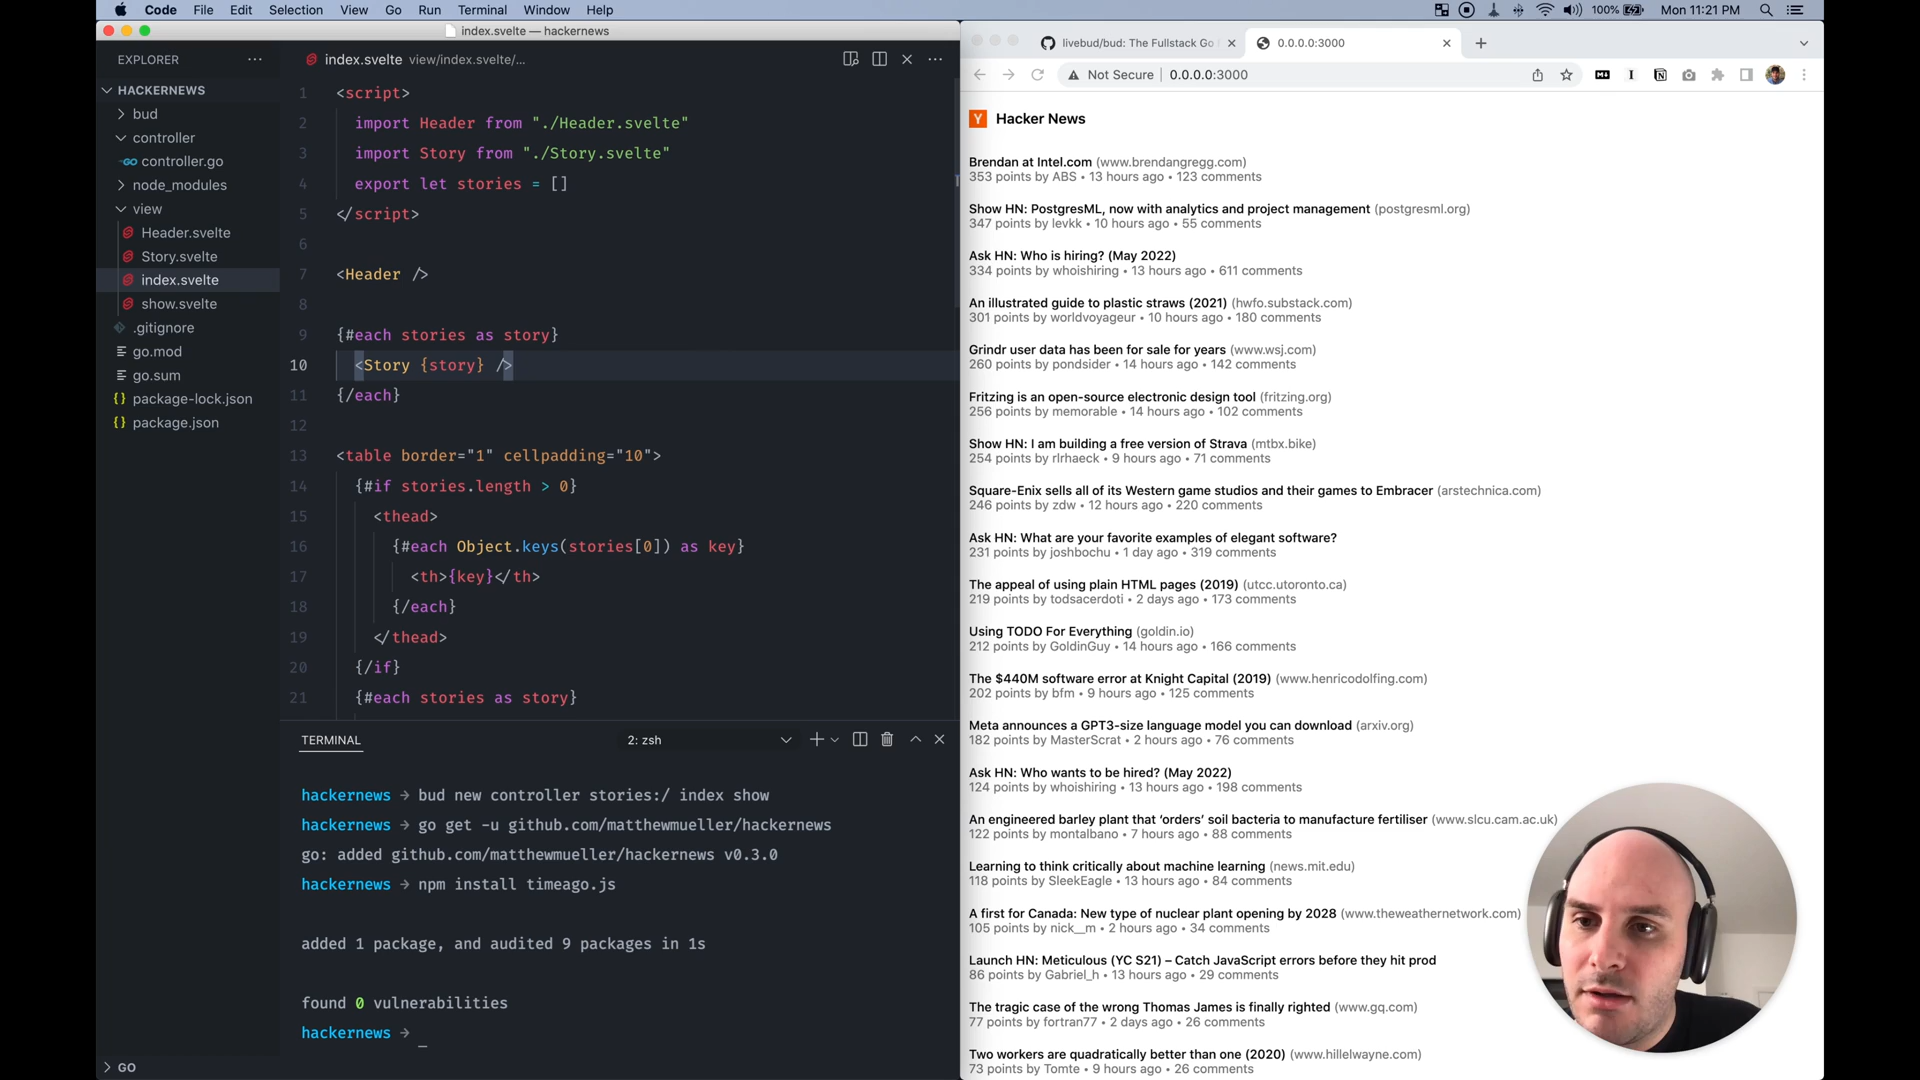 Code File Edit Selection View Go Run Terminal Window Help
100% Mon 11:21 PM
index.svelte — hackernews
EXPLORER
HACKERNEWS
bud
controller
controller.go
node_modules
view
Header.svelte
Story.svelte
index.svelte
show.svelte
.gitignore
go.mod
go.sum
package-lock.json
package.json
GO
index.svelte view/index.svelte/...
1 <script>
2 import Header from "./Header.svelte"
3 import Story from "./Story.svelte"
4 export let stories = []
5 </script>
6
7 <Header />
8
9 {#each stories as story}
10 <Story {story} />
11 {/each}
12
13 <table border="1" cellpadding="10">
14 {#if stories.length > 0}
15 <thead>
16 {#each Object.keys(stories[0]) as key}
17 <th>{key}</th>
18 {/each}
19 </thead>
20 {/if}
21 {#each stories as story}
TERMINAL
2: zsh
hackernews → bud new controller stories:/ index show
hackernews → go get -u github.com/matthewmueller/hackernews
go: added github.com/matthewmueller/hackernews v0.3.0
hackernews → npm install timeago.js
added 1 package, and audited 9 packages in 1s
found 0 vulnerabilities
hackernews →
livebud/bud: The Fullstack Go
0.0.0.0:3000
Not Secure | 0.0.0.0:3000
Y Hacker News
Brendan at Intel.com (www.brendangregg.com)
353 points by ABS • 13 hours ago • 123 comments
Show HN: PostgresML, now with analytics and project management (postgresml.org)
347 points by levkk • 10 hours ago • 55 comments
Ask HN: Who is hiring? (May 2022)
334 points by whoishiring • 13 hours ago • 611 comments
An illustrated guide to plastic straws (2021) (hwfo.substack.com)
301 points by worldvoyageur • 10 hours ago • 180 comments
Grindr user data has been for sale for years (www.wsj.com)
260 points by pondsider • 14 hours ago • 142 comments
Fritzing is an open-source electronic design tool (fritzing.org)
256 points by memorable • 14 hours ago • 102 comments
Show HN: I am building a free version of Strava (mtbx.bike)
254 points by rlrhaeck • 9 hours ago • 71 comments
Square-Enix sells all of its Western game studios and their games to Embracer (arstechnica.com)
246 points by zdw • 12 hours ago • 220 comments
Ask HN: What are your favorite examples of elegant software?
231 points by joshbochu • 1 day ago • 319 comments
The appeal of using plain HTML pages (2019) (utcc.utoronto.ca)
219 points by todsacerdoti • 2 days ago • 173 comments
Using TODO For Everything (goldin.io)
212 points by GoldinGuy • 14 hours ago • 166 comments
The $440M software error at Knight Capital (2019) (www.henricodolfing.com)
202 points by bfm • 9 hours ago • 125 comments
Meta announces a GPT3-size language model you can download (arxiv.org)
182 points by MasterScrat • 2 hours ago • 76 comments
Ask HN: Who wants to be hired? (May 2022)
124 points by whoishiring • 13 hours ago • 198 comments
An engineered barley plant that ‘orders’ soil bacteria to manufacture fertiliser (www.slcu.cam.ac.uk)
122 points by montalbano • 7 hours ago • 88 comments
Learning to think critically about machine learning (news.mit.edu)
118 points by SleekEagle • 13 hours ago • 84 comments
A first for Canada: New type of nuclear plant opening by 2028 (www.theweathernetwork.com)
105 points by nick__m • 2 hours ago • 34 comments
Launch HN: Meticulous (YC S21) – Catch JavaScript errors before they hit prod
86 points by Gabriel_h • 13 hours ago • 29 comments
The tragic case of the wrong Thomas James is finally righted (www.gq.com)
77 points by fortran77 • 2 days ago • 26 comments
Two workers are quadratically better than one (2020) (www.hillelwayne.com)
73 points by Tomte • 9 hours ago • 26 comments